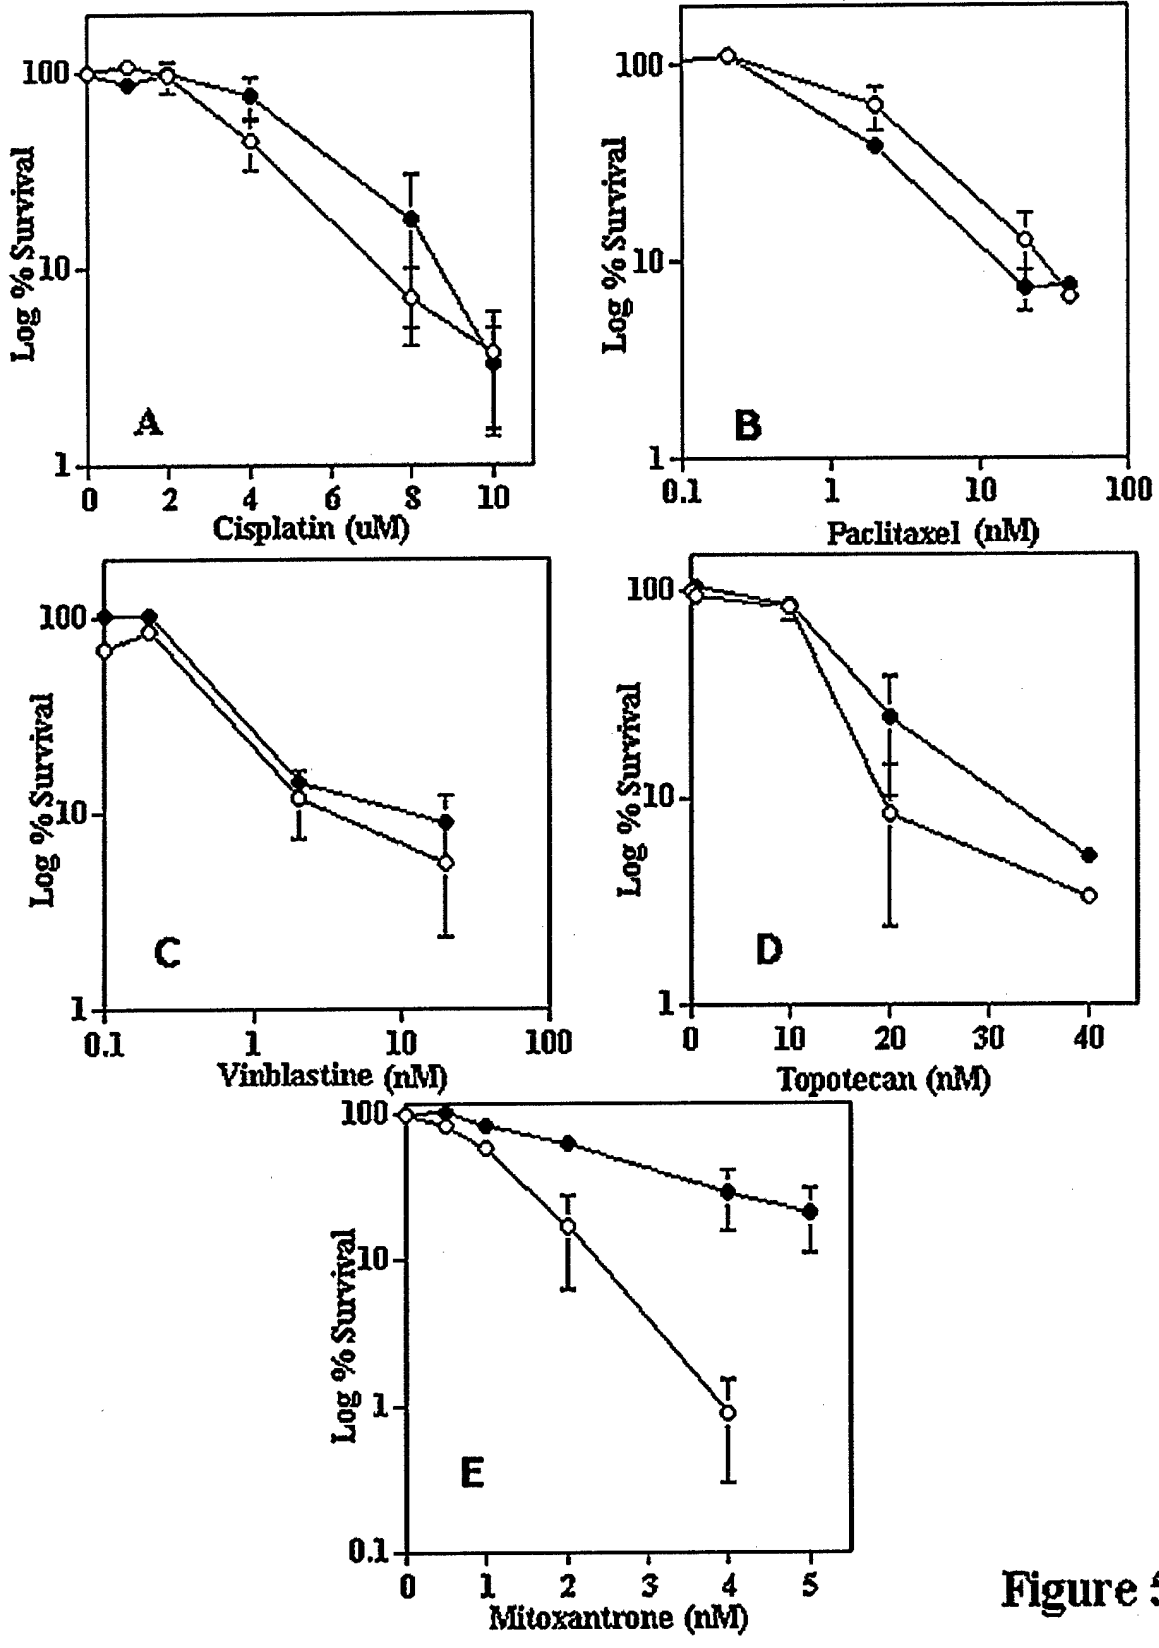 100
10
1
Log % Survival
A
0 2 4 6 8 10
Cisplatin (uM)
100
10
1
Log % Survival
B
0.1 1 10 100
Paclitaxel (nM)
100
10
1
Log % Survival
C
0.1 1 10 100
Vinblastine (nM)
100
10
1
Log % Survival
D
0 10 20 30 40
Topotecan (nM)
100
10
1
0.1
Log % Survival
E
0 1 2 3 4 5
Mitoxantrone (nM)
Figure